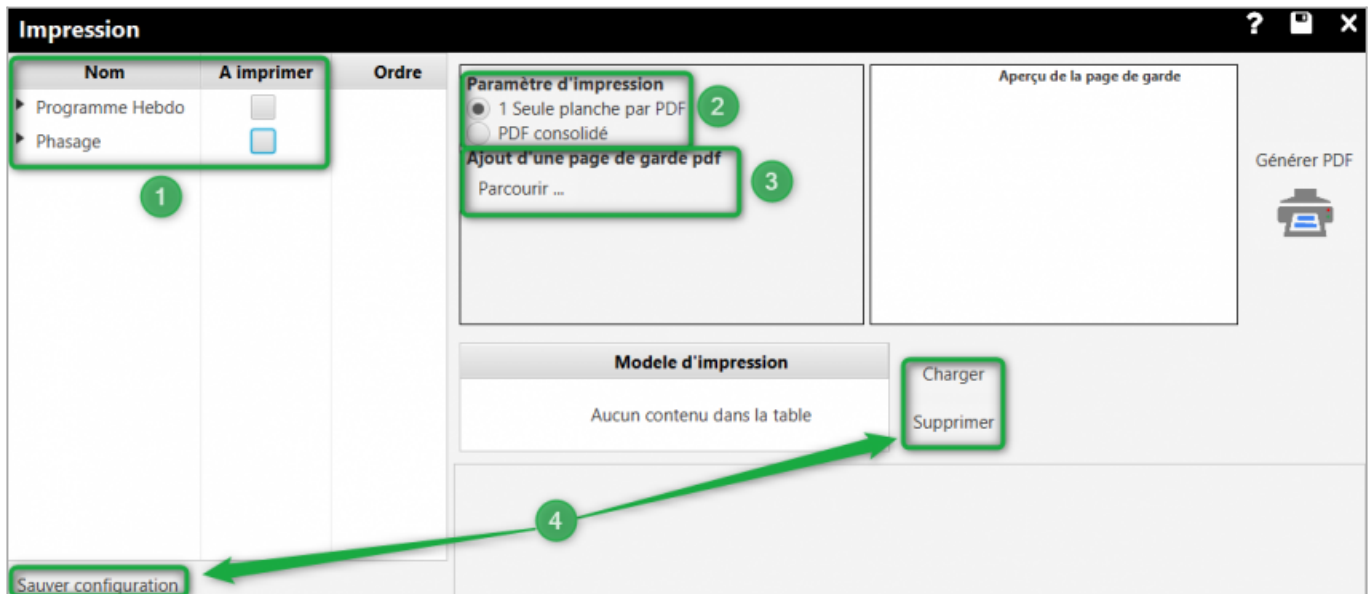 Impression
?
Nom A imprimer Ordre
Programme Hebdo
Phasage
1
Paramètre d'impression
1 Seule planche par PDF
PDF consolidé
2
Ajout d'une page de garde pdf
Parcourir ...
3
Aperçu de la page de garde
Générer PDF
Modele d'impression
Aucun contenu dans la table
Charger
Supprimer
4
Sauver configuration